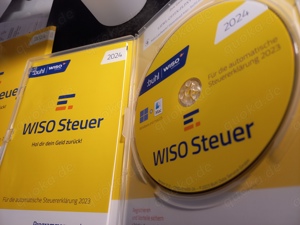 :buhl WISO
2024
WISO Steuer
Hol dir dein Geld zurück!
Für die automatische Steuererklärung 2023
:buhl WISO
2024
Für die automatische
Steuererklärung 2023
WISO Steuer